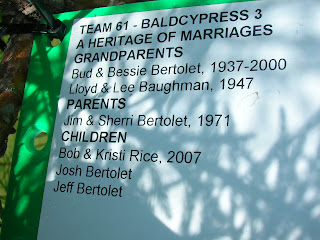 TEAM 61 - BALDCYPRESS 3
A HERITAGE OF MARRIAGES
GRANDPARENTS
Bud & Bessie Bertolet, 1937-2000
Lloyd & Lee Baughman, 1947
PARENTS
Jim & Sherri Bertolet, 1971
CHILDREN
Bob & Kristi Rice, 2007
Josh Bertolet
Jeff Bertolet